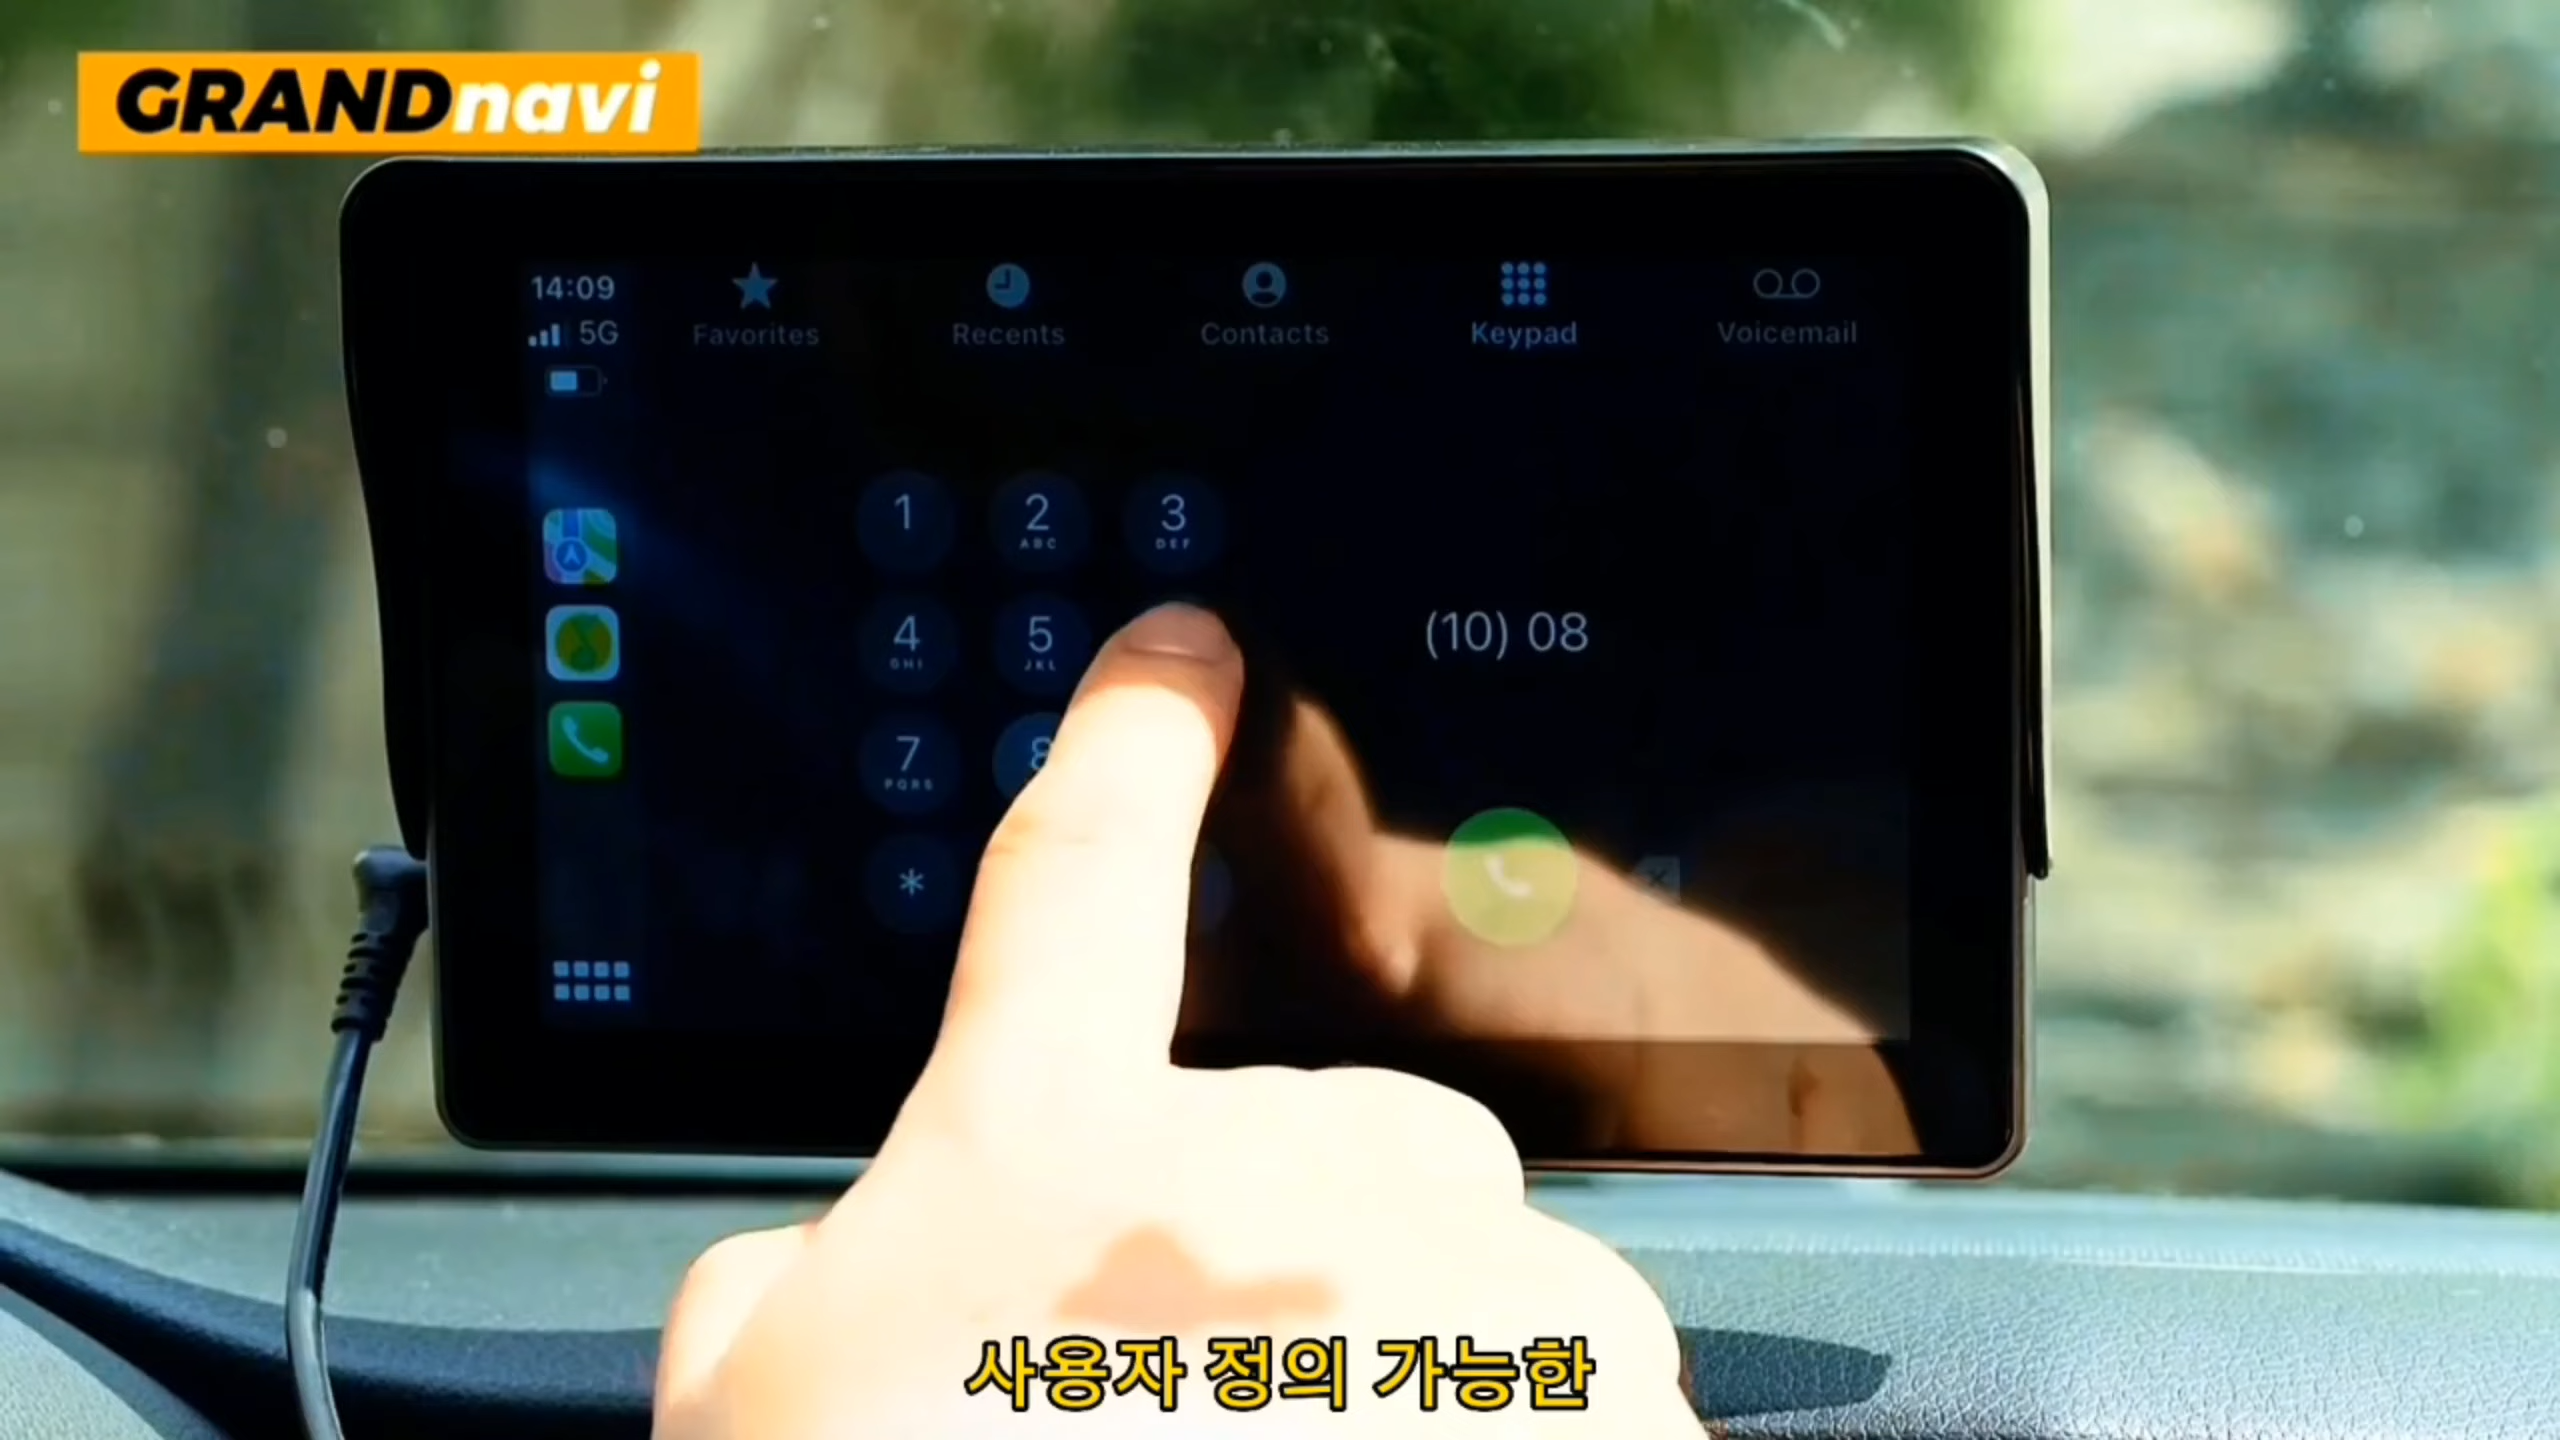 GRANDnavi
14:09
5G
Favorites
Recents
Contacts
Keypad
Voicemail
1
2
ABC
3
DEF
4
GHI
5
JKL
(10) 08
7
PQRS
8
*
사용자 정의 가능한